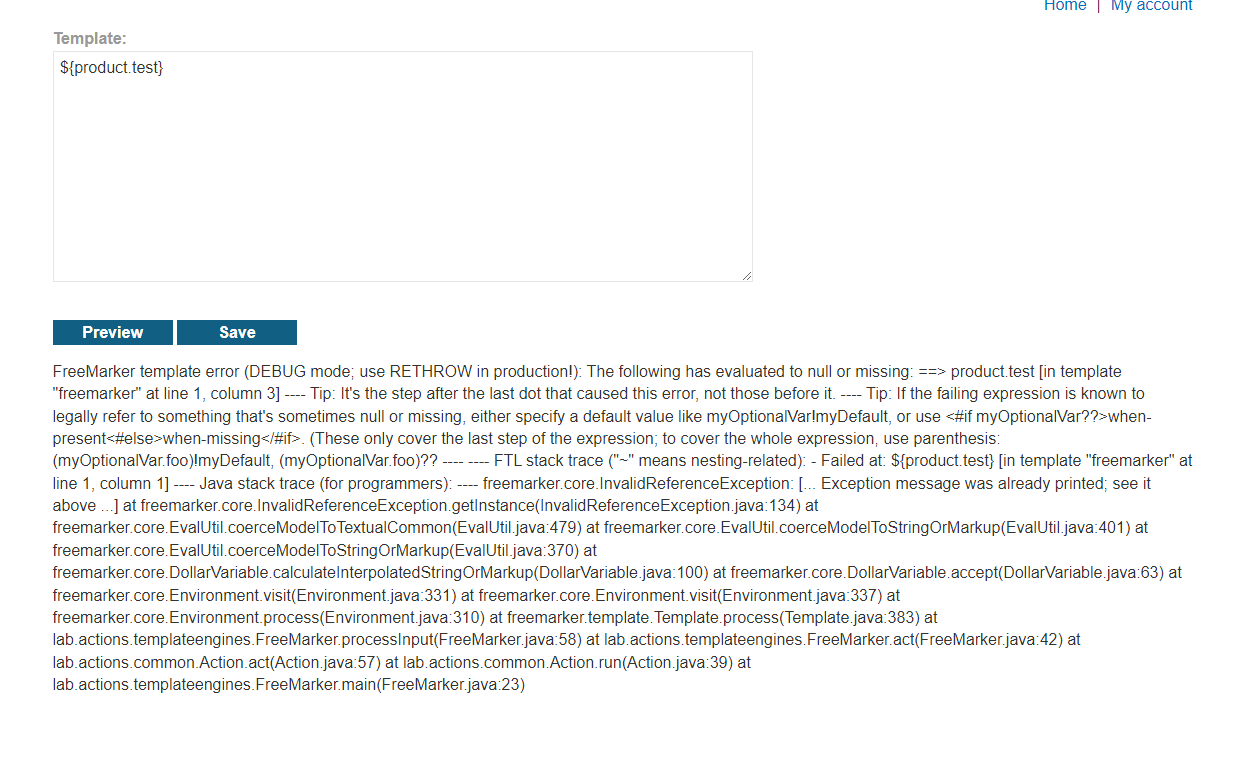 Home | My account
Template:
${product.test}
Preview Save
FreeMarker template error (DEBUG mode; use RETHROW in production!): The following has evaluated to null or missing: ==> product.test [in template
"freemarker" at line 1, column 3] ---- Tip: It's the step after the last dot that caused this error, not those before it. ---- Tip: If the failing expression is known to
legally refer to something that's sometimes null or missing, either specify a default value like myOptionalVar!myDefault, or use <#if myOptionalVar??>when-
present<#else>when-missing</#if>. (These only cover the last step of the expression; to cover the whole expression, use parenthesis:
(myOptionalVar.foo)!myDefault, (myOptionalVar.foo)?? ---- ---- FTL stack trace ("~" means nesting-related): - Failed at: ${product.test} [in template "freemarker" at
line 1, column 1] ---- Java stack trace (for programmers): ---- freemarker.core.InvalidReferenceException: [... Exception message was already printed; see it
above ...] at freemarker.core.InvalidReferenceException.getInstance(InvalidReferenceException.java:134) at
freemarker.core.EvalUtil.coerceModelToTextualCommon(EvalUtil.java:479) at freemarker.core.EvalUtil.coerceModelToStringOrMarkup(EvalUtil.java:401) at
freemarker.core.EvalUtil.coerceModelToStringOrMarkup(EvalUtil.java:370) at
freemarker.core.DollarVariable.calculateInterpolatedStringOrMarkup(DollarVariable.java:100) at freemarker.core.DollarVariable.accept(DollarVariable.java:63) at
freemarker.core.Environment.visit(Environment.java:331) at freemarker.core.Environment.visit(Environment.java:337) at
freemarker.core.Environment.process(Environment.java:310) at freemarker.template.Template.process(Template.java:383) at
lab.actions.templateengines.FreeMarker.processInput(FreeMarker.java:58) at lab.actions.templateengines.FreeMarker.act(FreeMarker.java:42) at
lab.actions.common.Action.act(Action.java:57) at lab.actions.common.Action.run(Action.java:39) at
lab.actions.templateengines.FreeMarker.main(FreeMarker.java:23)